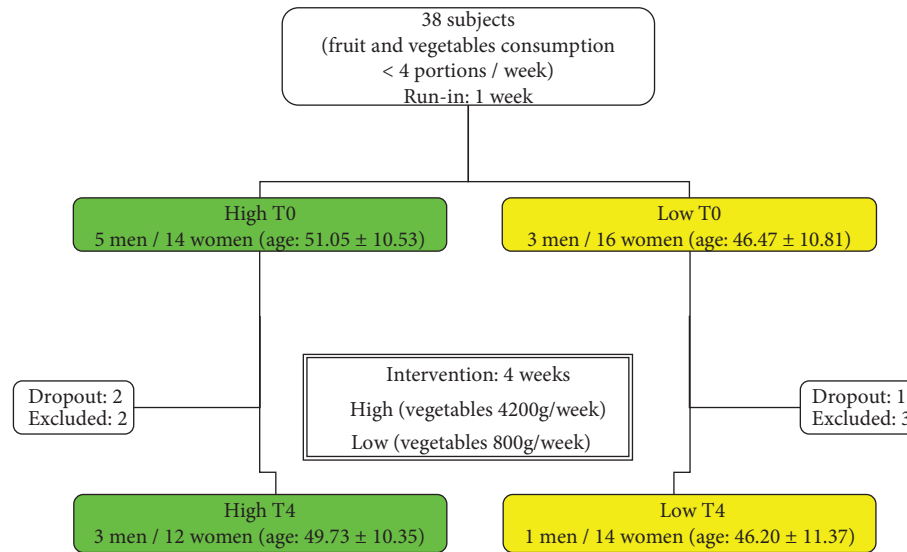 38 subjects
(fruit and vegetables consumption
< 4 portions / week)
Run-in: 1 week
High T0
5 men / 14 women (age: 51.05 ± 10.53)
Low T0
3 men / 16 women (age: 46.47 ± 10.81)
Dropout: 2
Excluded: 2
Intervention: 4 weeks
High (vegetables 4200g/week)
Low (vegetables 800g/week)
Dropout: 1
Excluded: 3
High T4
3 men / 12 women (age: 49.73 ± 10.35)
Low T4
1 men / 14 women (age: 46.20 ± 11.37)